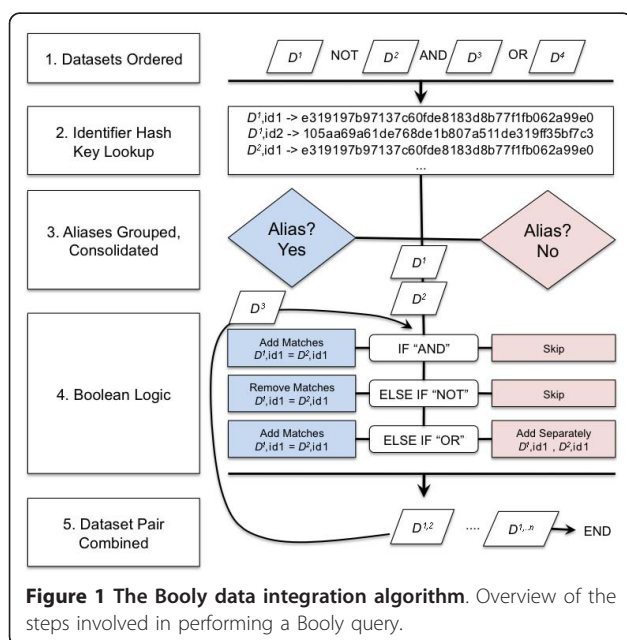 1. Datasets Ordered
D1 NOT D2 AND D3 OR D4
2. Identifier Hash
Key Lookup
D1,id1 -> e319197b97137c60fde8183d8b77f1fb062a99e0
D1,id2 -> 105aa69a61de768de1b807a511de319ff35bf7c3
D2,id1 -> e319197b97137c60fde8183d8b77f1fb062a99e0
...
3. Aliases Grouped,
Consolidated
Alias?
Yes
Alias?
No
D1
D2
D3
4. Boolean Logic
Add Matches
D1,id1 = D2,id1
IF “AND”
Skip
Remove Matches
D1,id1 = D2,id1
ELSE IF “NOT”
Skip
Add Matches
D1,id1 = D2,id1
ELSE IF “OR”
Add Separately
D1,id1 , D2,id1
5. Dataset Pair
Combined
D1,2 .... D1,..n END
Figure 1 The Booly data integration algorithm. Overview of the
steps involved in performing a Booly query.